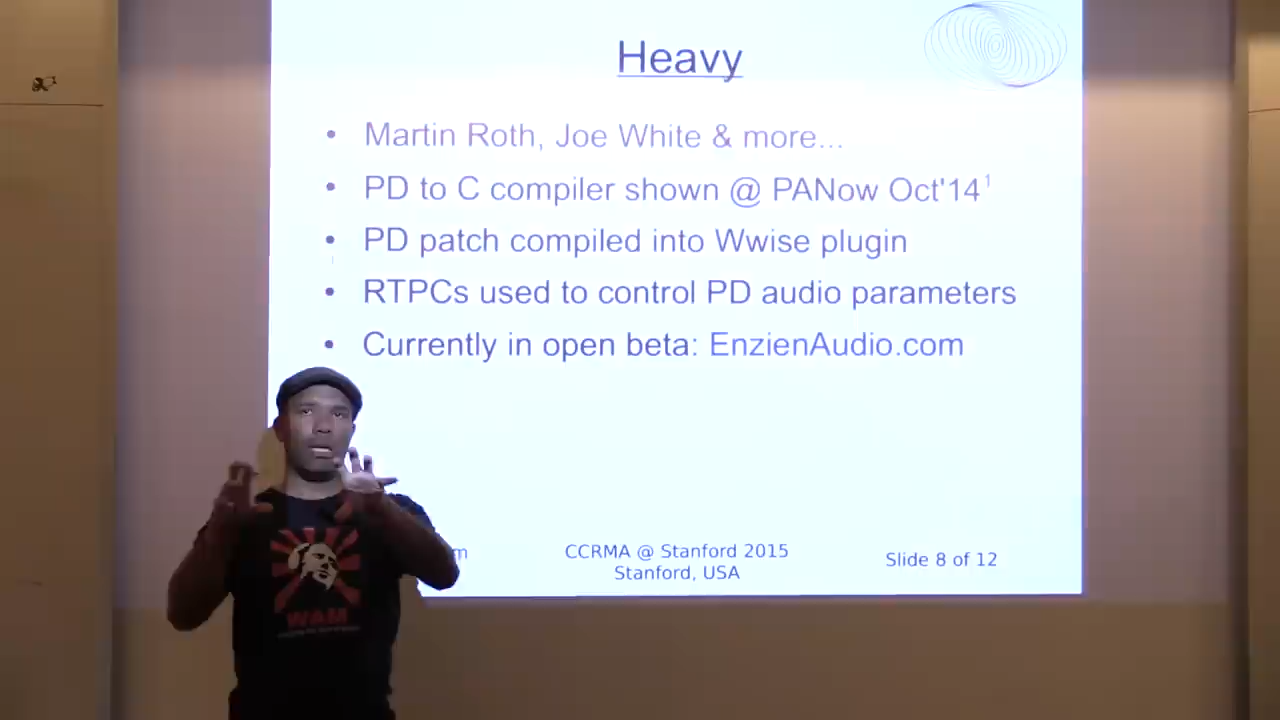 Heavy
• Martin Roth, Joe White & more...
• PD to C compiler shown @ PANow Oct'14¹
• PD patch compiled into Wwise plugin
• RTPCs used to control PD audio parameters
• Currently in open beta: EnzienAudio.com
CCRMA @ Stanford 2015
Stanford, USA
Slide 8 of 12
WAM